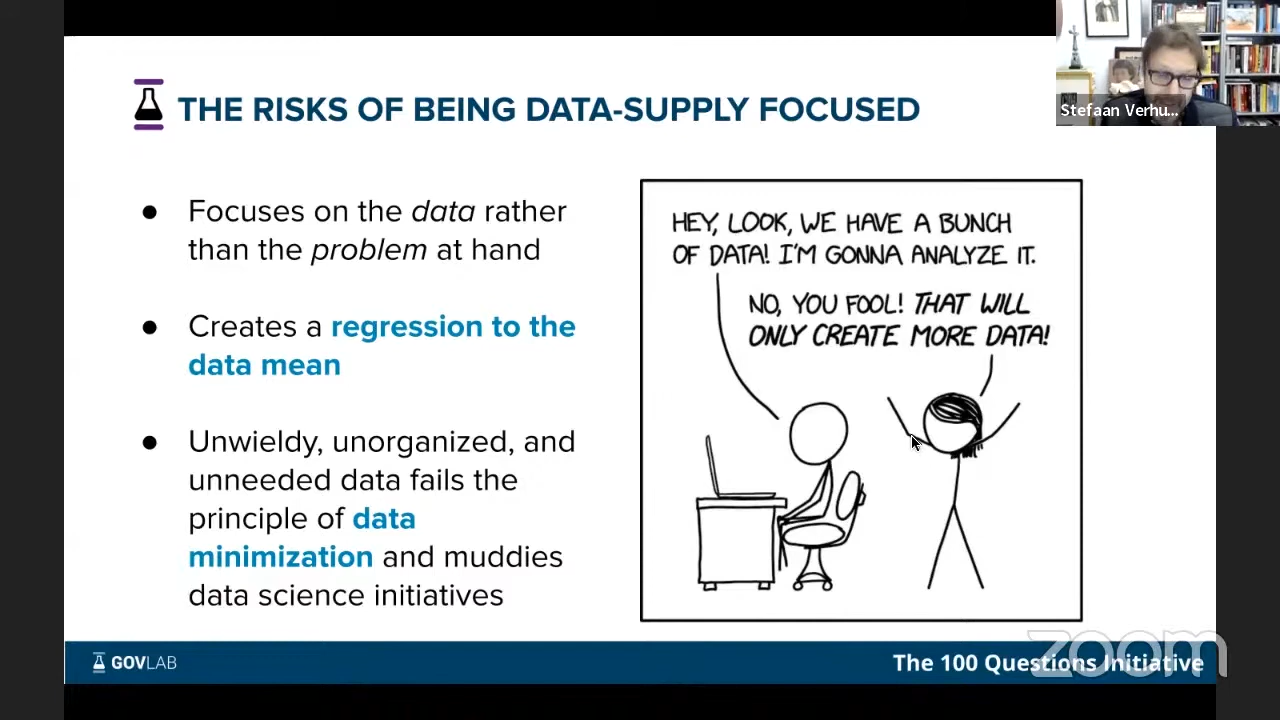 THE RISKS OF BEING DATA-SUPPLY FOCUSED
Stefaan Verhu...
● Focuses on the data rather
than the problem at hand
● Creates a regression to the
data mean
● Unwieldy, unorganized, and
unneeded data fails the
principle of data
minimization and muddies
data science initiatives
HEY, LOOK, WE HAVE A BUNCH
OF DATA! I'M GONNA ANALYZE IT.
NO, YOU FOOL! THAT WILL
ONLY CREATE MORE DATA!
GOVLAB
The 100 Questions Initiative
zoom